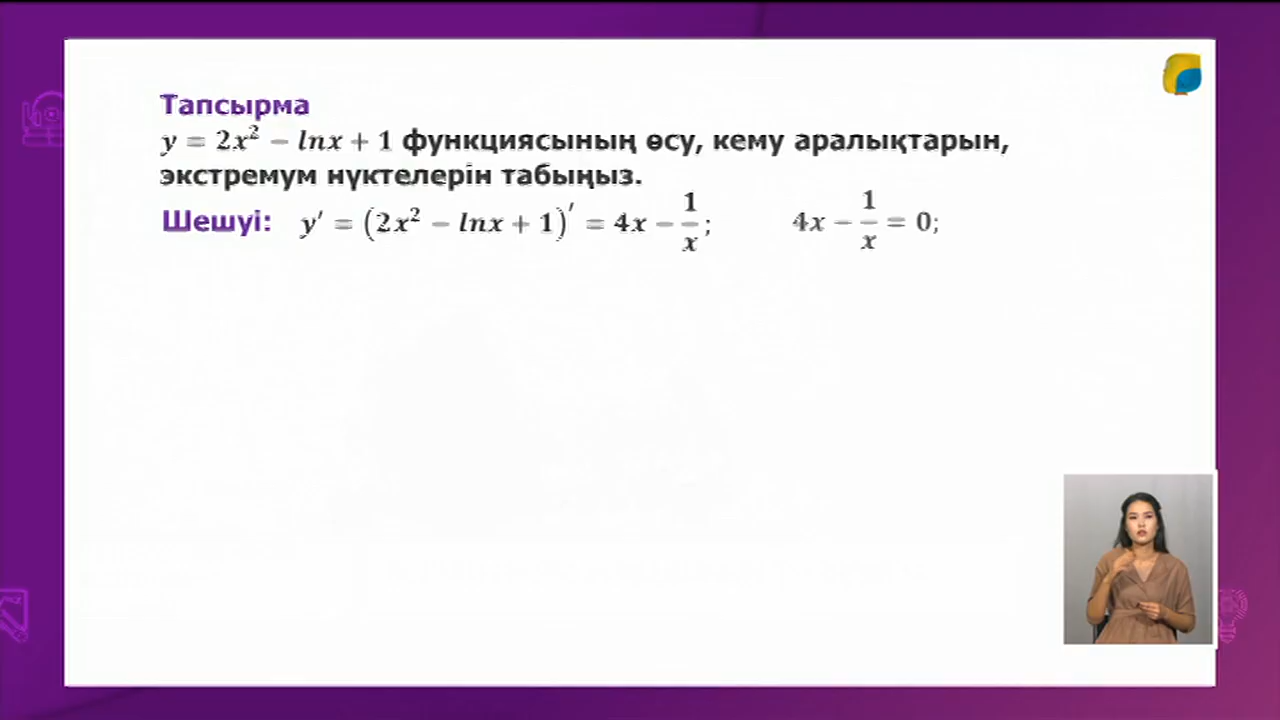 Тапсырма
y = 2x² − lnx + 1 функциясының өсу, кему аралықтарын,
экстремум нүктелерін табыңыз.
Шешуі: y′ = (2x² − lnx + 1)′ = 4x − 1/x; 4x − 1/x = 0;